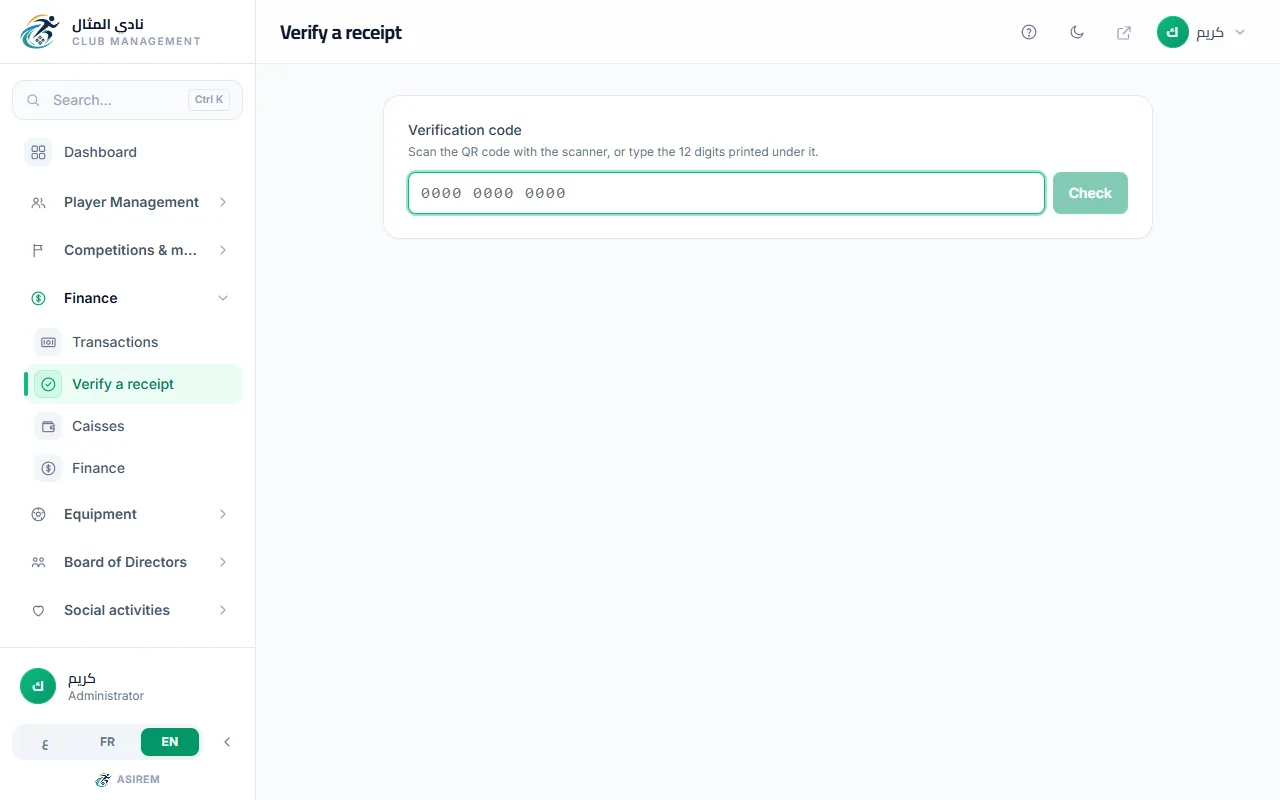 نادي المثال
CLUB MANAGEMENT
Search...
Ctrl K
Dashboard
Player Management
Competitions & m...
Finance
Transactions
Verify a receipt
Caisses
Finance
Equipment
Board of Directors
Social activities
ك
كريم
Administrator
ع
FR
EN
ASIREM
Verify a receipt
ك
كريم
Verification code
Scan the QR code with the scanner, or type the 12 digits printed under it.
0000 0000 0000
Check